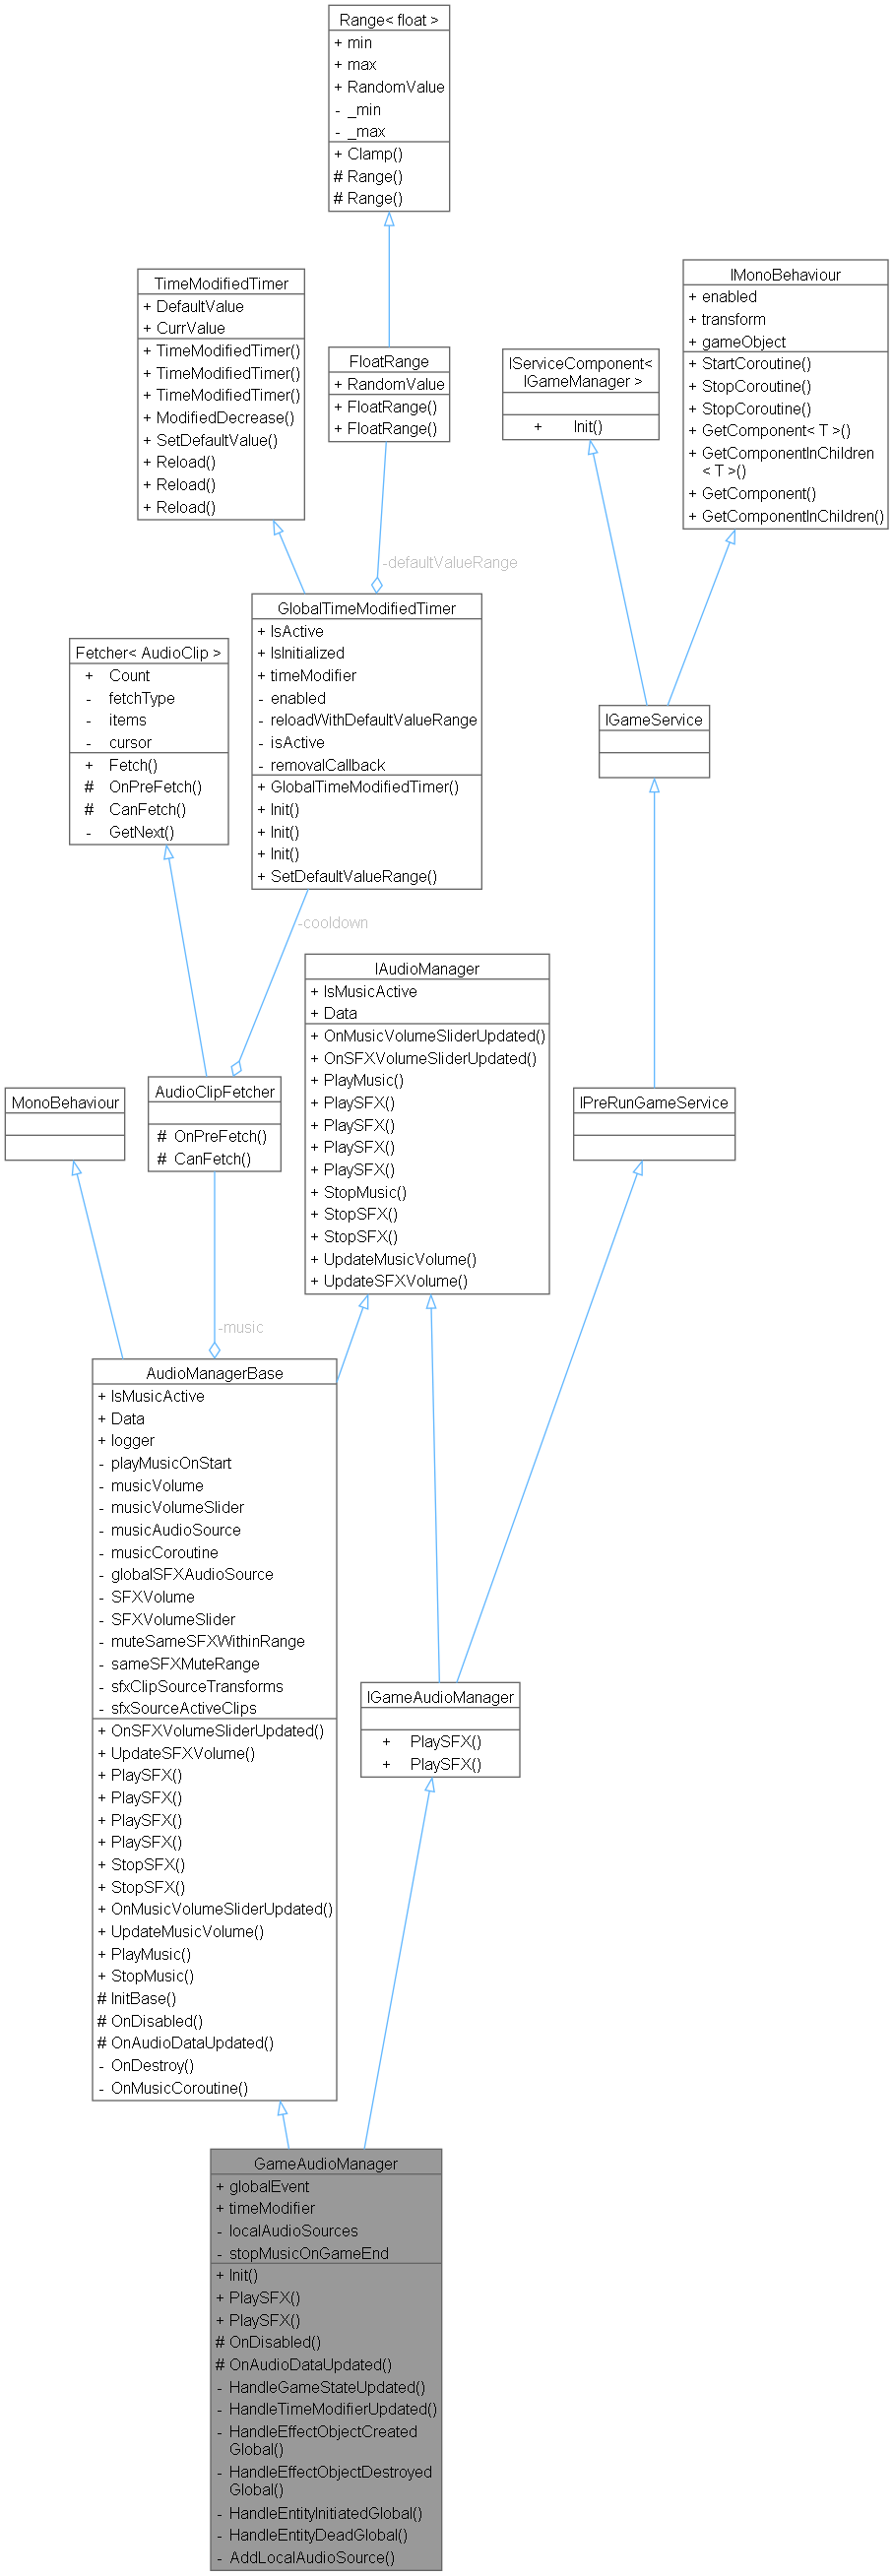 Range< float >
+ min
+ max
+ RandomValue
- _min
- _max
+ Clamp()
# Range()
# Range()
TimeModifiedTimer
+ DefaultValue
+ CurrValue
+ TimeModifiedTimer()
+ TimeModifiedTimer()
+ TimeModifiedTimer()
+ ModifiedDecrease()
+ SetDefaultValue()
+ Reload()
+ Reload()
+ Reload()
FloatRange
+ RandomValue
+ FloatRange()
+ FloatRange()
IServiceComponent<
IGameManager >
+ Init()
IMonoBehaviour
+ enabled
+ transform
+ gameObject
+ StartCoroutine()
+ StopCoroutine()
+ StopCoroutine()
+ GetComponent< T >()
+ GetComponentInChildren
< T >()
+ GetComponent()
+ GetComponentInChildren()
-defaultValueRange
GlobalTimeModifiedTimer
+ IsActive
+ IsInitialized
+ timeModifier
- enabled
- reloadWithDefaultValueRange
- isActive
- removalCallback
+ GlobalTimeModifiedTimer()
+ Init()
+ Init()
+ Init()
+ SetDefaultValueRange()
Fetcher< AudioClip >
+ Count
- fetchType
- items
- cursor
+ Fetch()
# OnPreFetch()
# CanFetch()
- GetNext()
IGameService
-cooldown
IAudioManager
+ IsMusicActive
+ Data
+ OnMusicVolumeSliderUpdated()
+ OnSFXVolumeSliderUpdated()
+ PlayMusic()
+ PlaySFX()
+ PlaySFX()
+ PlaySFX()
+ PlaySFX()
+ StopMusic()
+ StopSFX()
+ StopSFX()
+ UpdateMusicVolume()
+ UpdateSFXVolume()
MonoBehaviour
AudioClipFetcher
# OnPreFetch()
# CanFetch()
IPreRunGameService
-music
AudioManagerBase
+ IsMusicActive
+ Data
+ logger
- playMusicOnStart
- musicVolume
- musicVolumeSlider
- musicAudioSource
- musicCoroutine
- globalSFXAudioSource
- SFXVolume
- SFXVolumeSlider
- muteSameSFXWithinRange
- sameSFXMuteRange
- sfxClipSourceTransforms
- sfxSourceActiveClips
+ OnSFXVolumeSliderUpdated()
+ UpdateSFXVolume()
+ PlaySFX()
+ PlaySFX()
+ PlaySFX()
+ PlaySFX()
+ StopSFX()
+ StopSFX()
+ OnMusicVolumeSliderUpdated()
+ UpdateMusicVolume()
+ PlayMusic()
+ StopMusic()
# InitBase()
# OnDisabled()
# OnAudioDataUpdated()
- OnDestroy()
- OnMusicCoroutine()
IGameAudioManager
+ PlaySFX()
+ PlaySFX()
GameAudioManager
+ globalEvent
+ timeModifier
- localAudioSources
- stopMusicOnGameEnd
+ Init()
+ PlaySFX()
+ PlaySFX()
# OnDisabled()
# OnAudioDataUpdated()
- HandleGameStateUpdated()
- HandleTimeModifierUpdated()
- HandleEffectObjectCreated
Global()
- HandleEffectObjectDestroyed
Global()
- HandleEntityInitiatedGlobal()
- HandleEntityDeadGlobal()
- AddLocalAudioSource()